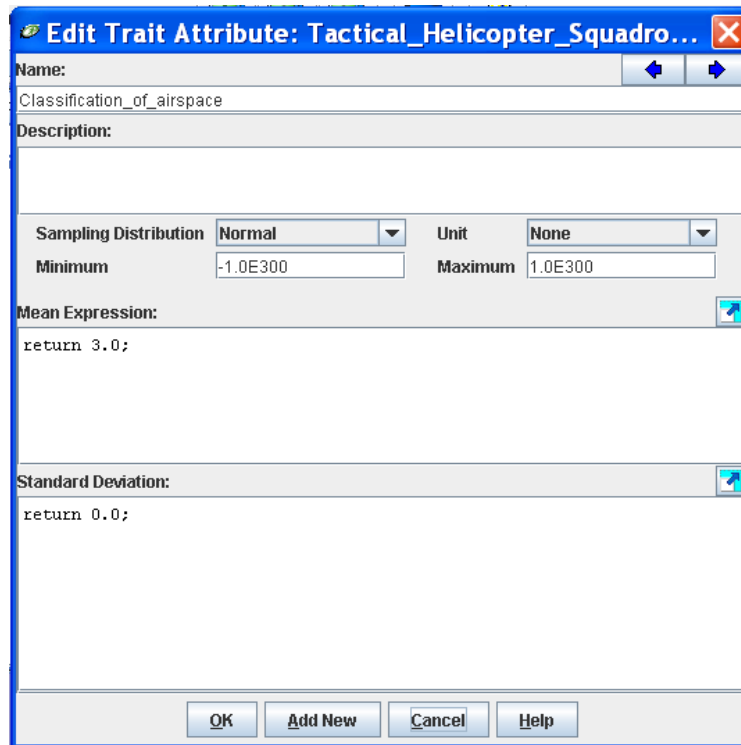 Edit Trait Attribute: Tactical_Helicopter_Squadro...
Name:
Classification_of_airspace
Description:
Sampling Distribution Normal Unit None
Minimum -1.0E300 Maximum 1.0E300
Mean Expression:
return 3.0;
Standard Deviation:
return 0.0;
OK Add New Cancel Help